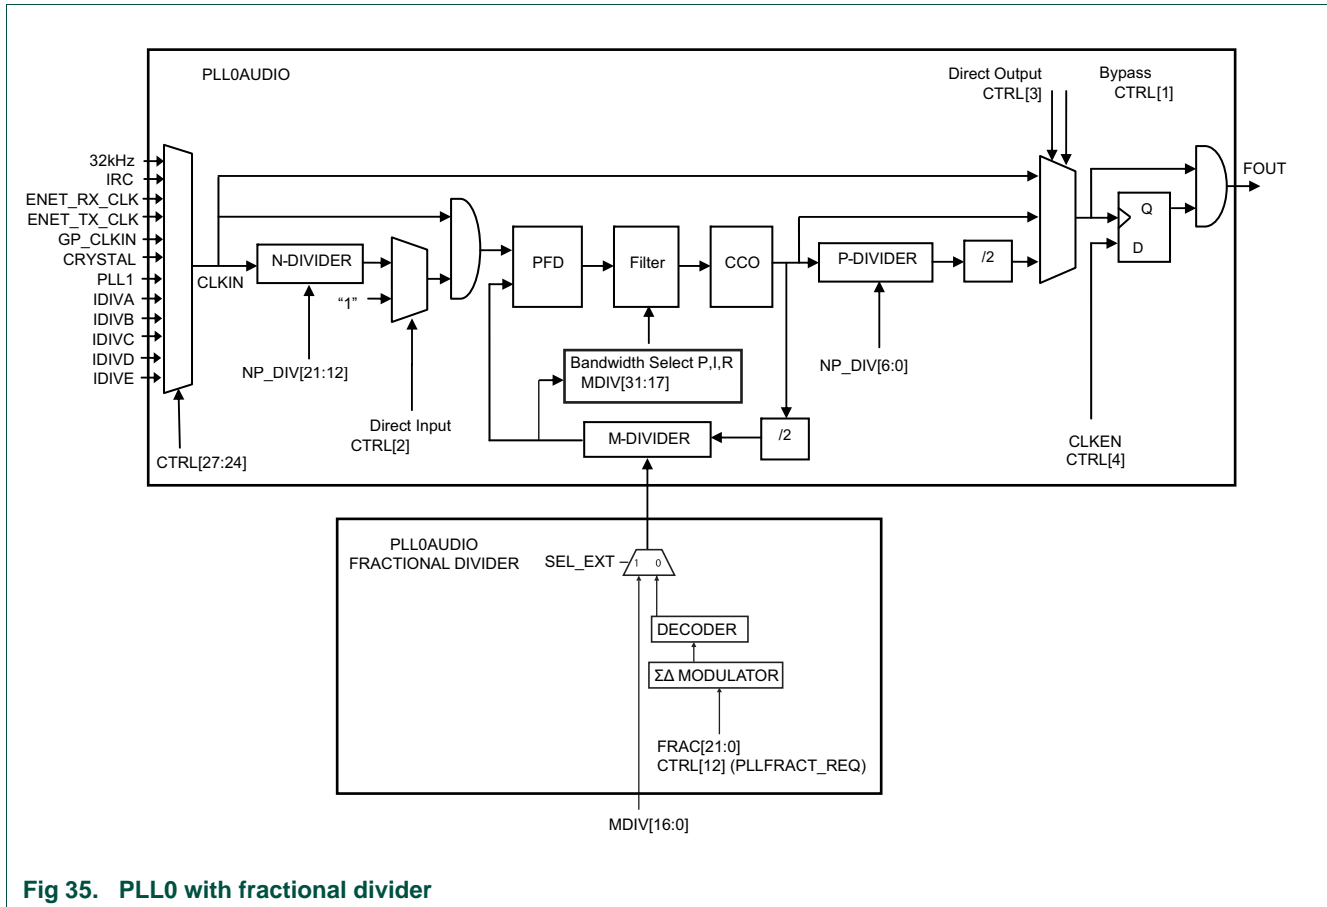 PLL0AUDIO
Direct Output
CTRL[3]
Bypass
CTRL[1]
32kHz
IRC
ENET_RX_CLK
ENET_TX_CLK
GP_CLKIN
CRYSTAL
PLL1
IDIVA
IDIVB
IDIVC
IDIVD
IDIVE
CLKIN
N-DIVIDER
“1”
NP_DIV[21:12]
Direct Input
CTRL[2]
CTRL[27:24]
PFD
Filter
CCO
P-DIVIDER
/2
NP_DIV[6:0]
Bandwidth Select P,I,R
MDIV[31:17]
M-DIVIDER
/2
Q
D
FOUT
CLKEN
CTRL[4]
PLL0AUDIO
FRACTIONAL DIVIDER
SEL_EXT
1 0
DECODER
ΣΔ MODULATOR
FRAC[21:0]
CTRL[12] (PLLFRACT_REQ)
MDIV[16:0]
Fig 35. PLL0 with fractional divider